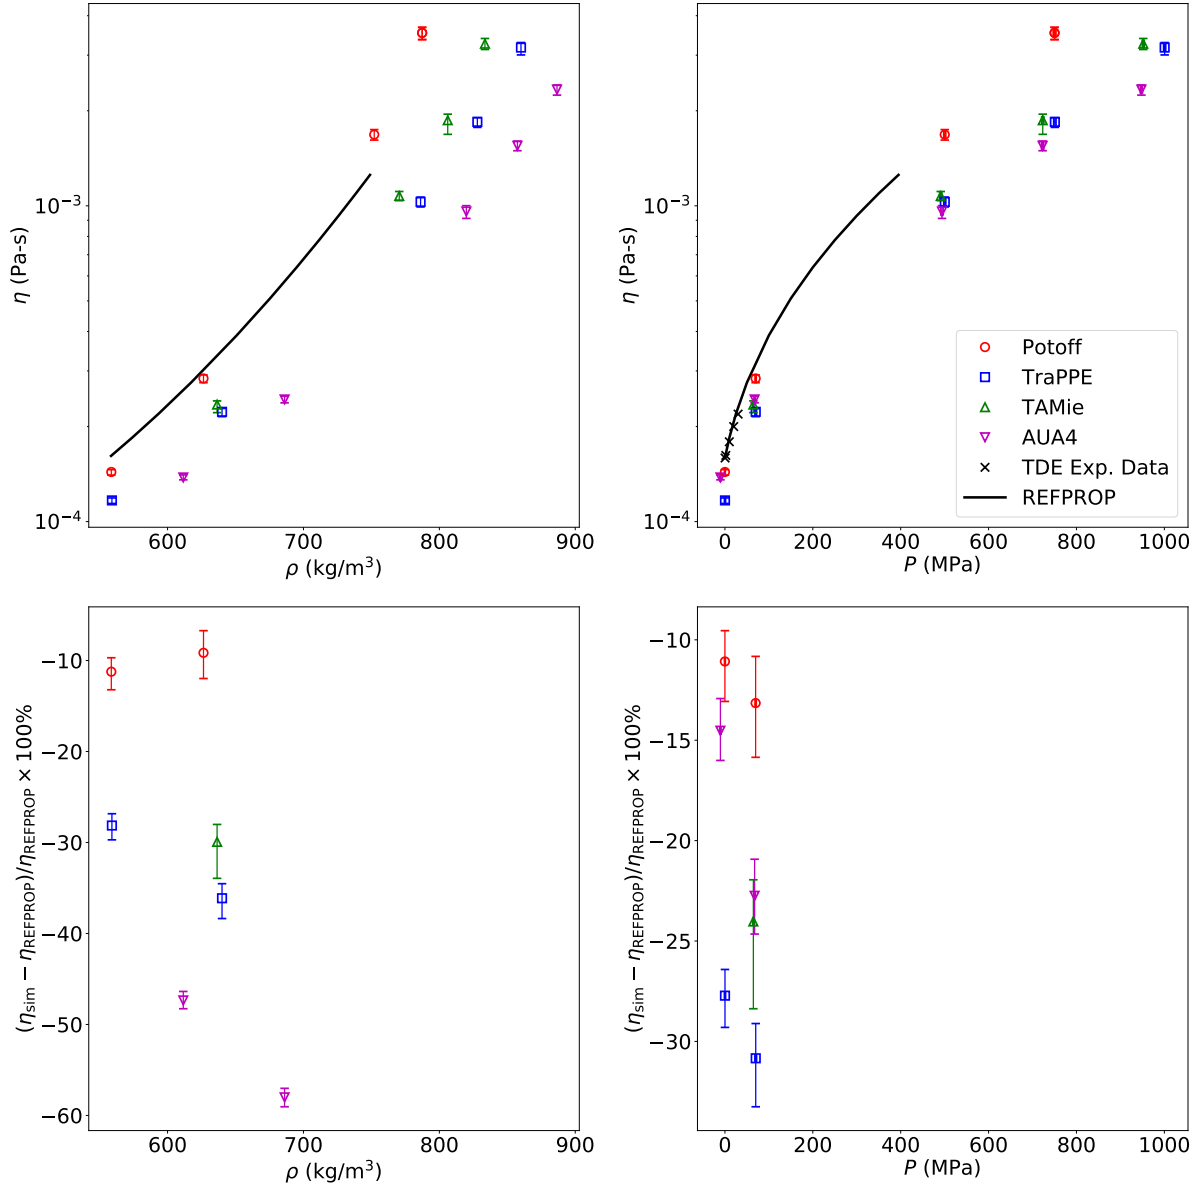 η (Pa-s)
10⁻³
10⁻⁴
600
700
800
900
ρ (kg/m³)
η (Pa-s)
10⁻³
10⁻⁴
0
200
400
600
800
1000
P (MPa)
Potoff
TraPPE
TAMie
AUA4
TDE Exp. Data
REFPROP
(η_sim − η_REFPROP)/η_REFPROP × 100%
−10
−20
−30
−40
−50
−60
600
700
800
900
ρ (kg/m³)
(η_sim − η_REFPROP)/η_REFPROP × 100%
−10
−15
−20
−25
−30
0
200
400
600
800
1000
P (MPa)